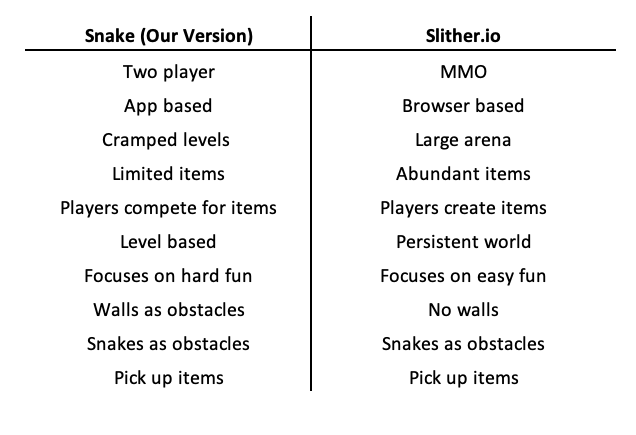 Snake (Our Version) Slither.io
Two player MMO
App based Browser based
Cramped levels Large arena
Limited items Abundant items
Players compete for items Players create items
Level based Persistent world
Focuses on hard fun Focuses on easy fun
Walls as obstacles No walls
Snakes as obstacles Snakes as obstacles
Pick up items Pick up items